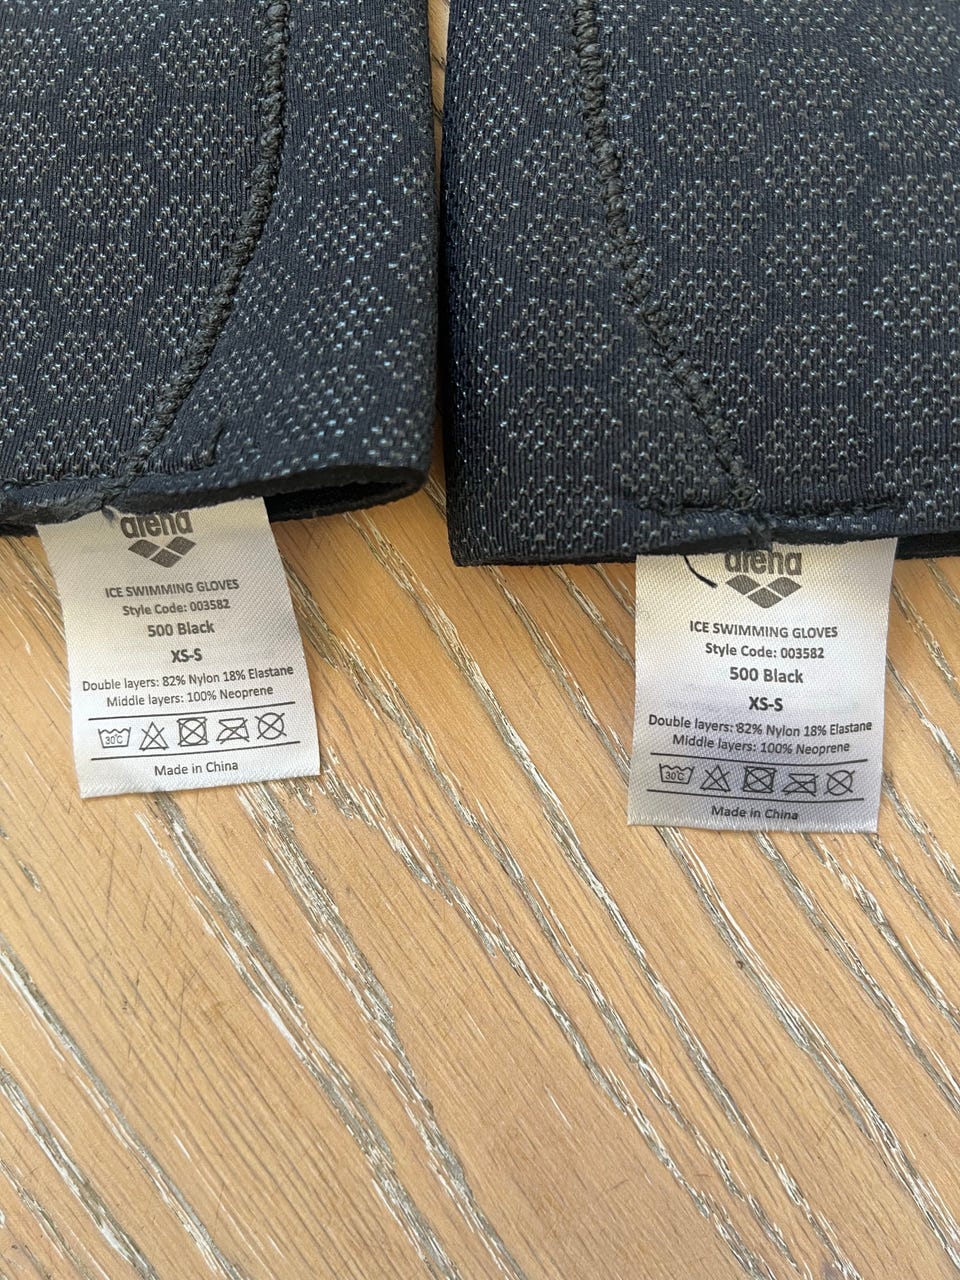 arena
ICE SWIMMING GLOVES
Style Code: 003582
500 Black
XS-S
Double layers: 82% Nylon 18% Elastane
Middle layers: 100% Neoprene
30°C
Made in China
arena
ICE SWIMMING GLOVES
Style Code: 003582
500 Black
XS-S
Double layers: 82% Nylon 18% Elastane
Middle layers: 100% Neoprene
30°C
Made in China